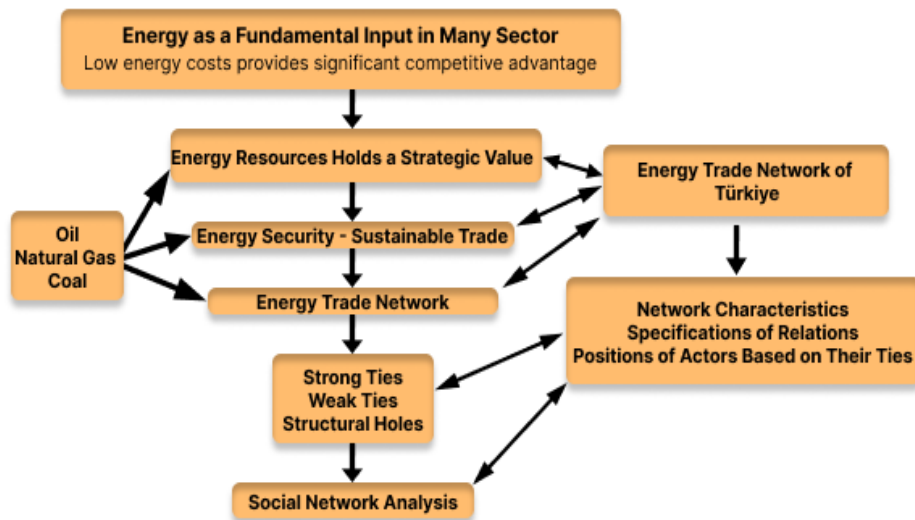 Energy as a Fundamental Input in Many Sector
Low energy costs provides significant competitive advantage
Energy Resources Holds a Strategic Value
Energy Trade Network of
Türkiye
Oil
Natural Gas
Coal
Energy Security - Sustainable Trade
Energy Trade Network
Network Characteristics
Specifications of Relations
Positions of Actors Based on Their Ties
Strong Ties
Weak Ties
Structural Holes
Social Network Analysis